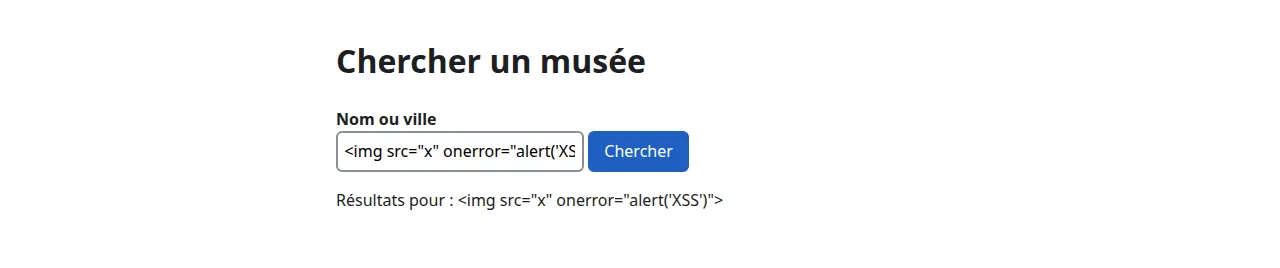 Chercher un musée
Nom ou ville
<img src="x" onerror="alert('XS Chercher
Résultats pour : <img src="x" onerror="alert('XSS')">